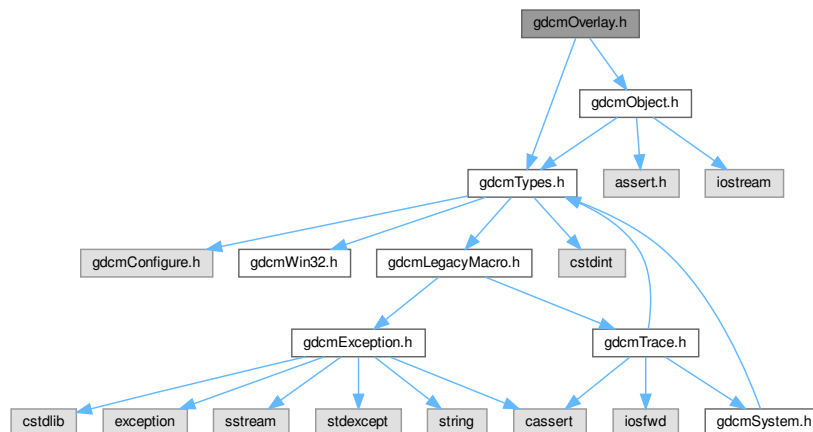 gdcmOverlay.h
gdcmObject.h
gdcmTypes.h
assert.h
iostream
gdcmConfigure.h
gdcmWin32.h
gdcmLegacyMacro.h
cstdint
gdcmException.h
gdcmTrace.h
cstdlib
exception
sstream
stdexcept
string
cassert
iosfwd
gdcmSystem.h